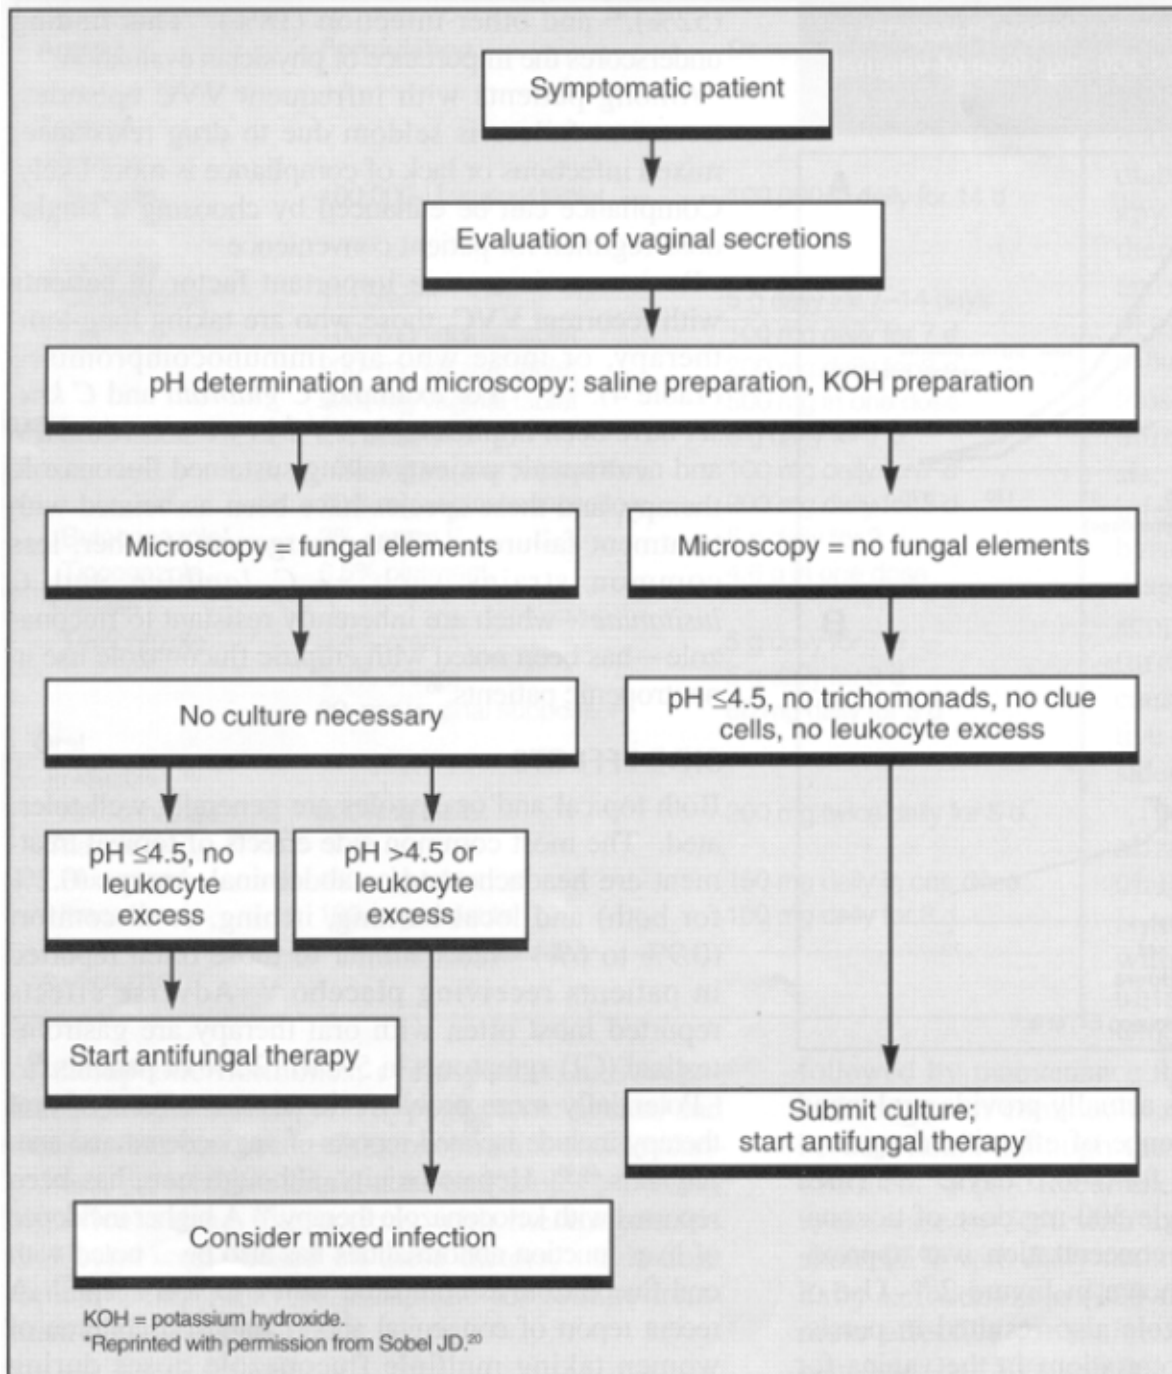 Symptomatic patient
Evaluation of vaginal secretions
pH determination and microscopy: saline preparation, KOH preparation
Microscopy = fungal elements
Microscopy = no fungal elements
No culture necessary
pH ≤4.5, no trichomonads, no clue
cells, no leukocyte excess
pH ≤4.5, no
leukocyte
excess
pH >4.5 or
leukocyte
excess
Start antifungal therapy
Submit culture;
start antifungal therapy
Consider mixed infection
KOH = potassium hydroxide.
*Reprinted with permission from Sobel JD.²⁰